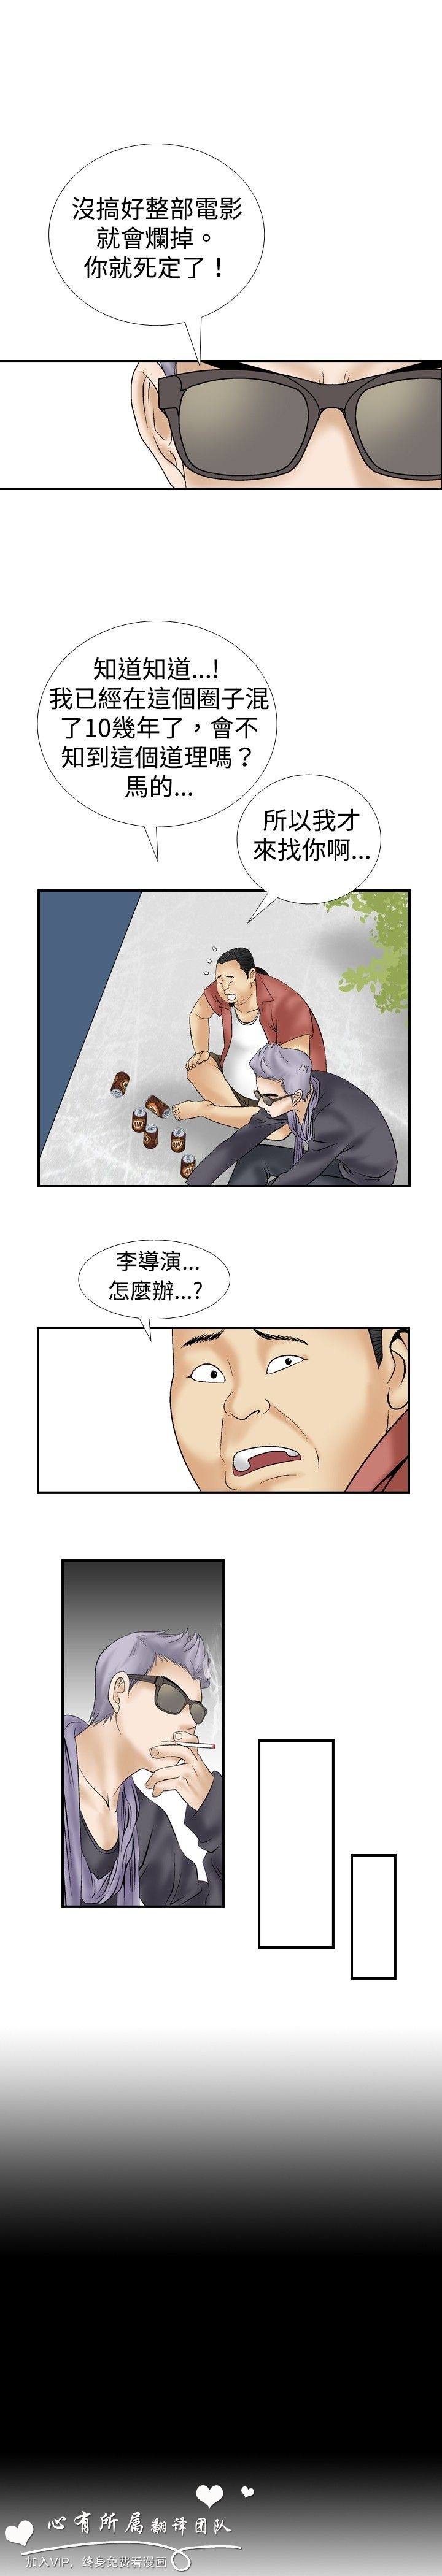 沒搞好整部電影
就會爛掉。
你就死定了！
知道知道...!
我已經在這個圈子混
了10幾年了，會不
知到這個道理嗎？
馬的...
所以我才
來找你啊...
李導演...
怎麼辦...?
心有所属翻译团队
加入VIP，终身免费看漫画